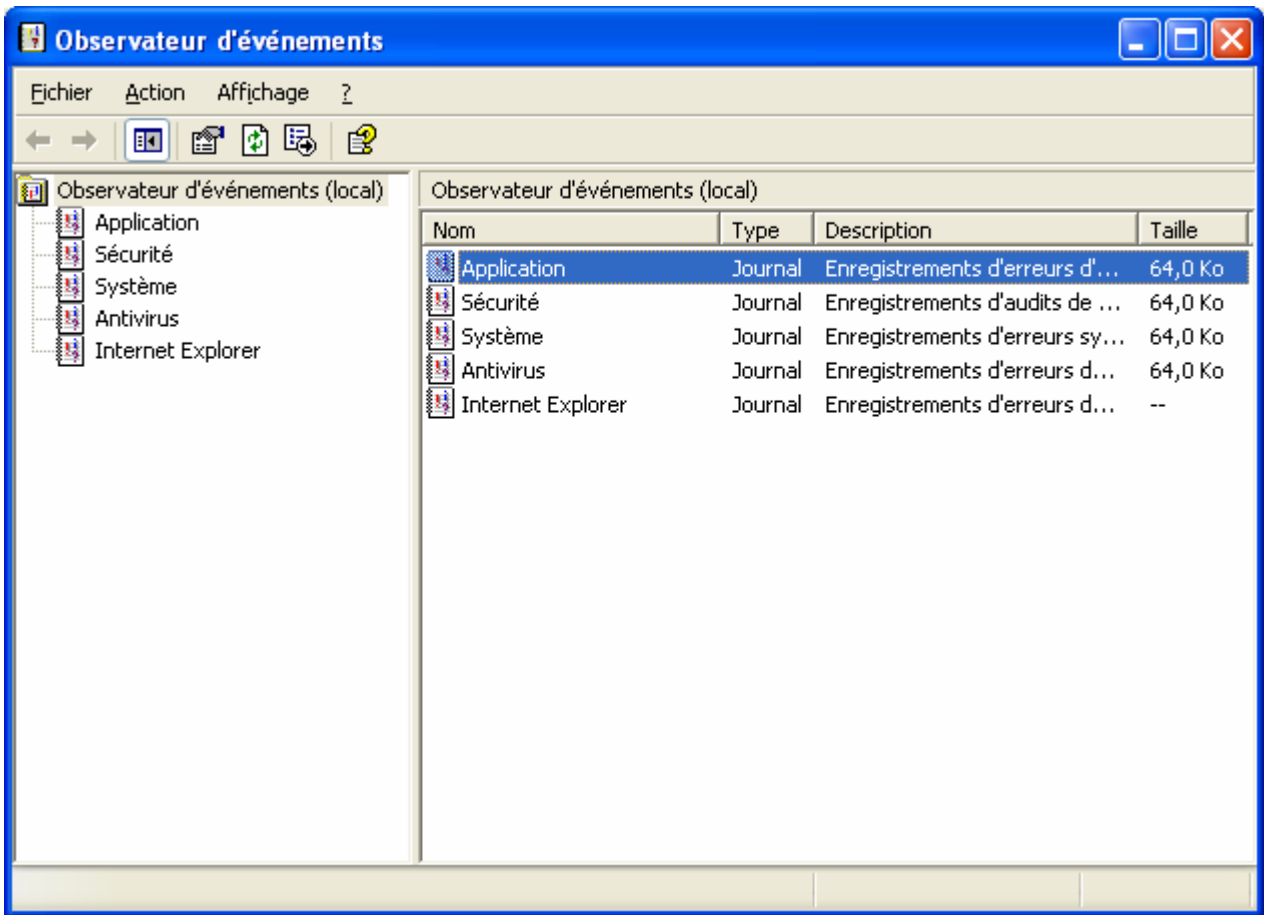 Observateur d'événements
Fichier Action Affichage ?
Observateur d'événements (local)
Application
Sécurité
Système
Antivirus
Internet Explorer
Observateur d'événements (local)
Nom Type Description Taille
Application Journal Enregistrements d'erreurs d'... 64,0 Ko
Sécurité Journal Enregistrements d'audits de ... 64,0 Ko
Système Journal Enregistrements d'erreurs sy... 64,0 Ko
Antivirus Journal Enregistrements d'erreurs d... 64,0 Ko
Internet Explorer Journal Enregistrements d'erreurs d... --